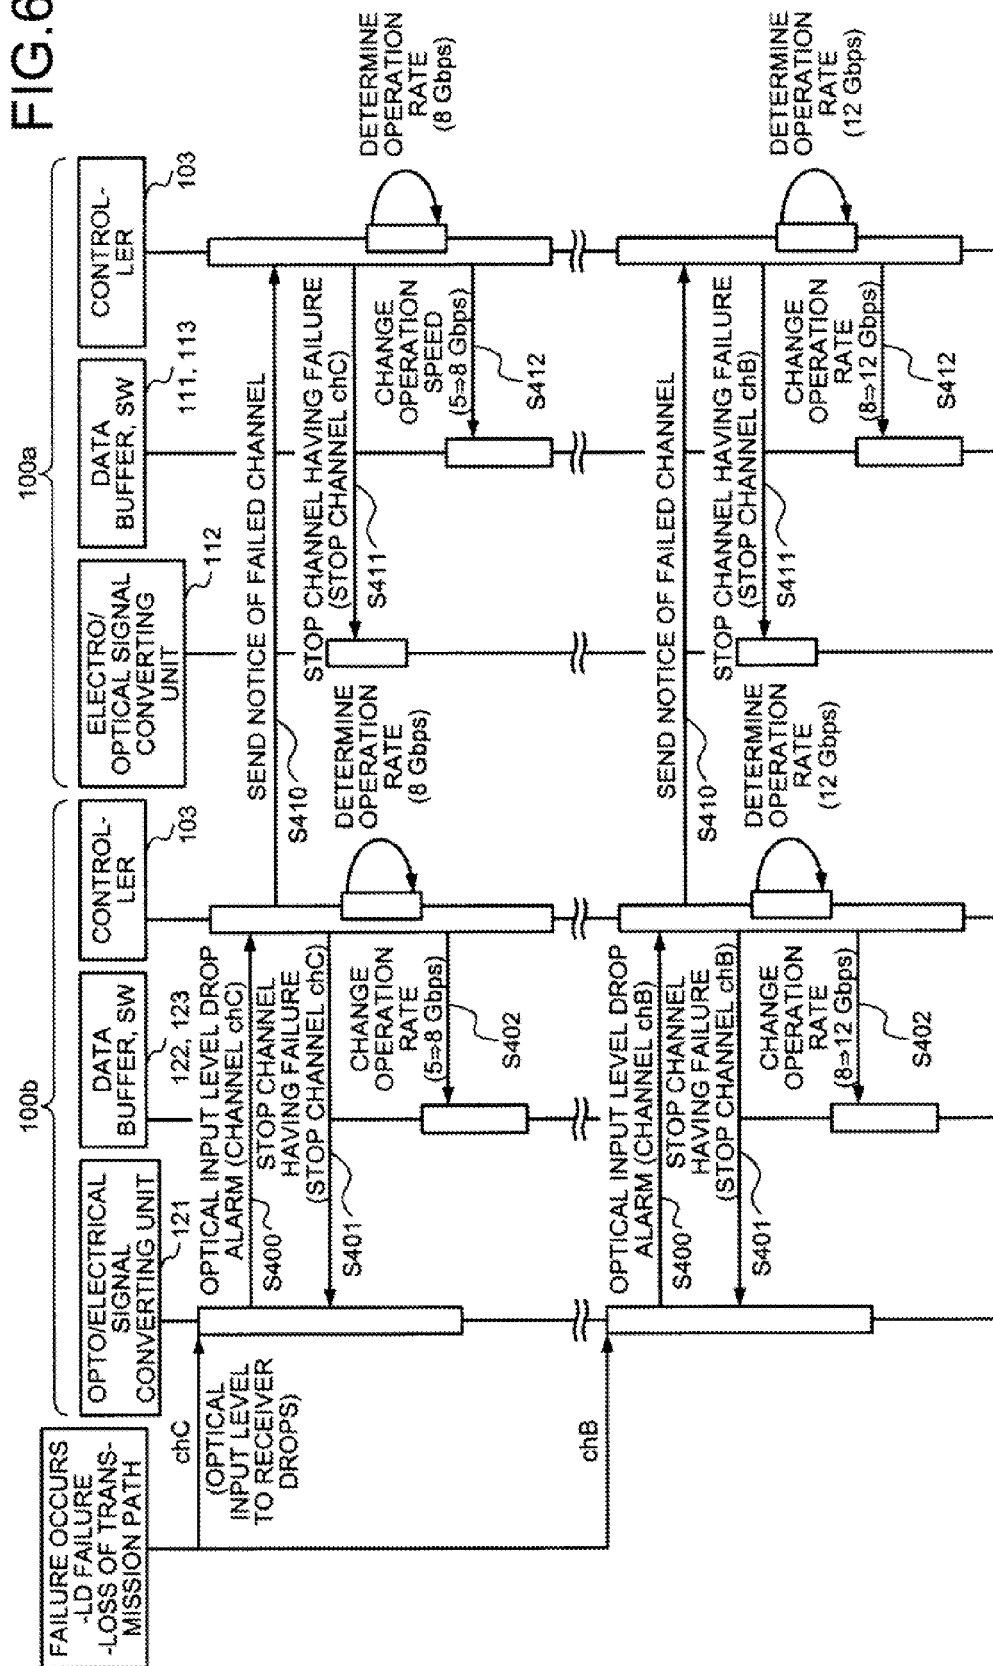 FIG.6
100b
100a
FAILURE OCCURS
-LD FAILURE
-LOSS OF TRANS-
MISSION PATH
OPTO/ELECTRICAL
SIGNAL
CONVERTING UNIT
121
DATA
BUFFER, SW
122, 123
CONTROL-
LER
103
ELECTRO/
OPTICAL SIGNAL
CONVERTING
UNIT
112
DATA
BUFFER, SW
111, 113
CONTROL-
LER
103
chC
(OPTICAL
INPUT LEVEL
TO RECEIVER
DROPS)
OPTICAL INPUT LEVEL DROP
ALARM (CHANNEL chC)
S400
STOP CHANNEL
HAVING FAILURE
(STOP CHANNEL chC)
S401
CHANGE
OPERATION
RATE
(5⇒8 Gbps)
S402
DETERMINE
OPERATION
RATE
(8 Gbps)
SEND NOTICE OF FAILED CHANNEL
S410
STOP CHANNEL HAVING FAILURE
(STOP CHANNEL chC)
S411
CHANGE
OPERATION
SPEED
(5⇒8 Gbps)
S412
DETERMINE
OPERATION
RATE
(8 Gbps)
chB
OPTICAL INPUT LEVEL DROP
ALARM (CHANNEL chB)
S400
STOP CHANNEL
HAVING FAILURE
(STOP CHANNEL chB)
S401
CHANGE
OPERATION
RATE
(8⇒12 Gbps)
S402
DETERMINE
OPERATION
RATE
(12 Gbps)
SEND NOTICE OF FAILED CHANNEL
S410
STOP CHANNEL HAVING FAILURE
(STOP CHANNEL chB)
S411
CHANGE
OPERATION
RATE
(8⇒12 Gbps)
S412
DETERMINE
OPERATION
RATE
(12 Gbps)